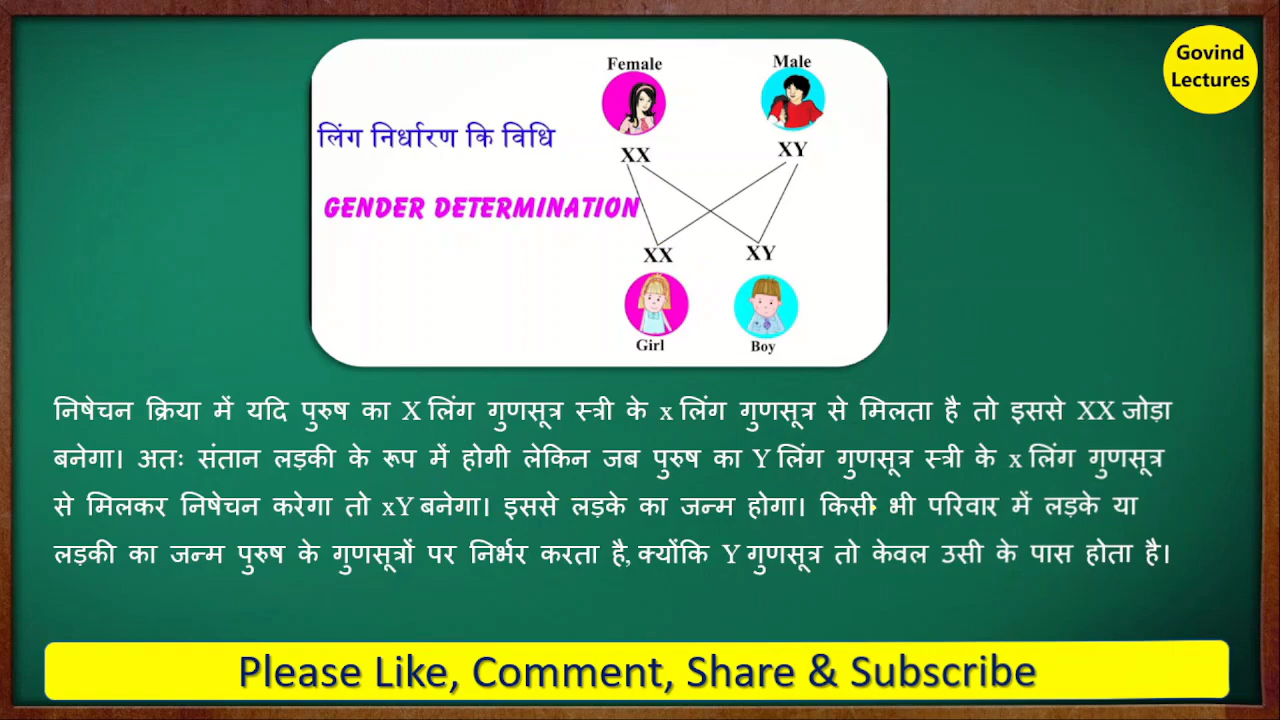 Govind
Lectures
Female
Male
लिंग निर्धारण कि विधि
XX
XY
GENDER DETERMINATION
XX
XY
Girl
Boy
निषेचन क्रिया में यदि पुरुष का X लिंग गुणसूत्र स्त्री के x लिंग गुणसूत्र से मिलता है तो इससे XX जोड़ा
बनेगा। अतः संतान लड़की के रूप में होगी लेकिन जब पुरुष का Y लिंग गुणसूत्र स्त्री के x लिंग गुणसूत्र
से मिलकर निषेचन करेगा तो xY बनेगा। इससे लड़के का जन्म होगा। किसी भी परिवार में लड़के या
लड़की का जन्म पुरुष के गुणसूत्रों पर निर्भर करता है, क्योंकि Y गुणसूत्र तो केवल उसी के पास होता है।
Please Like, Comment, Share & Subscribe